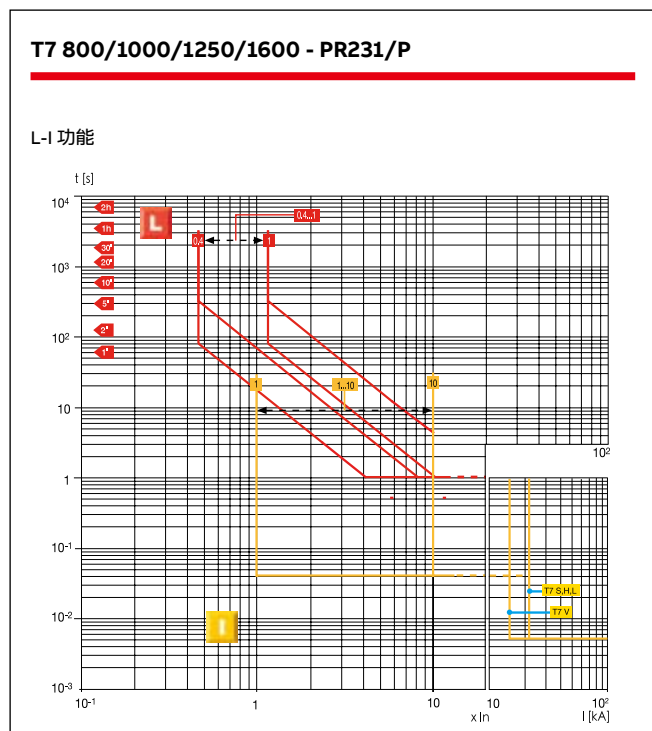 T7 800/1000/1250/1600 - PR231/P
L-I 功能
t [s]
10⁴
2h
L
0,4...1
1h
0,4
1
30'
20'
10³
10'
5'
2'
10²
1'
1
1...10
10
10
10²
1
10⁻¹
T7 S,H,L
10⁻²
T7 V
I
10⁻³
10⁻¹
1
10
10
10²
x In
I [kA]